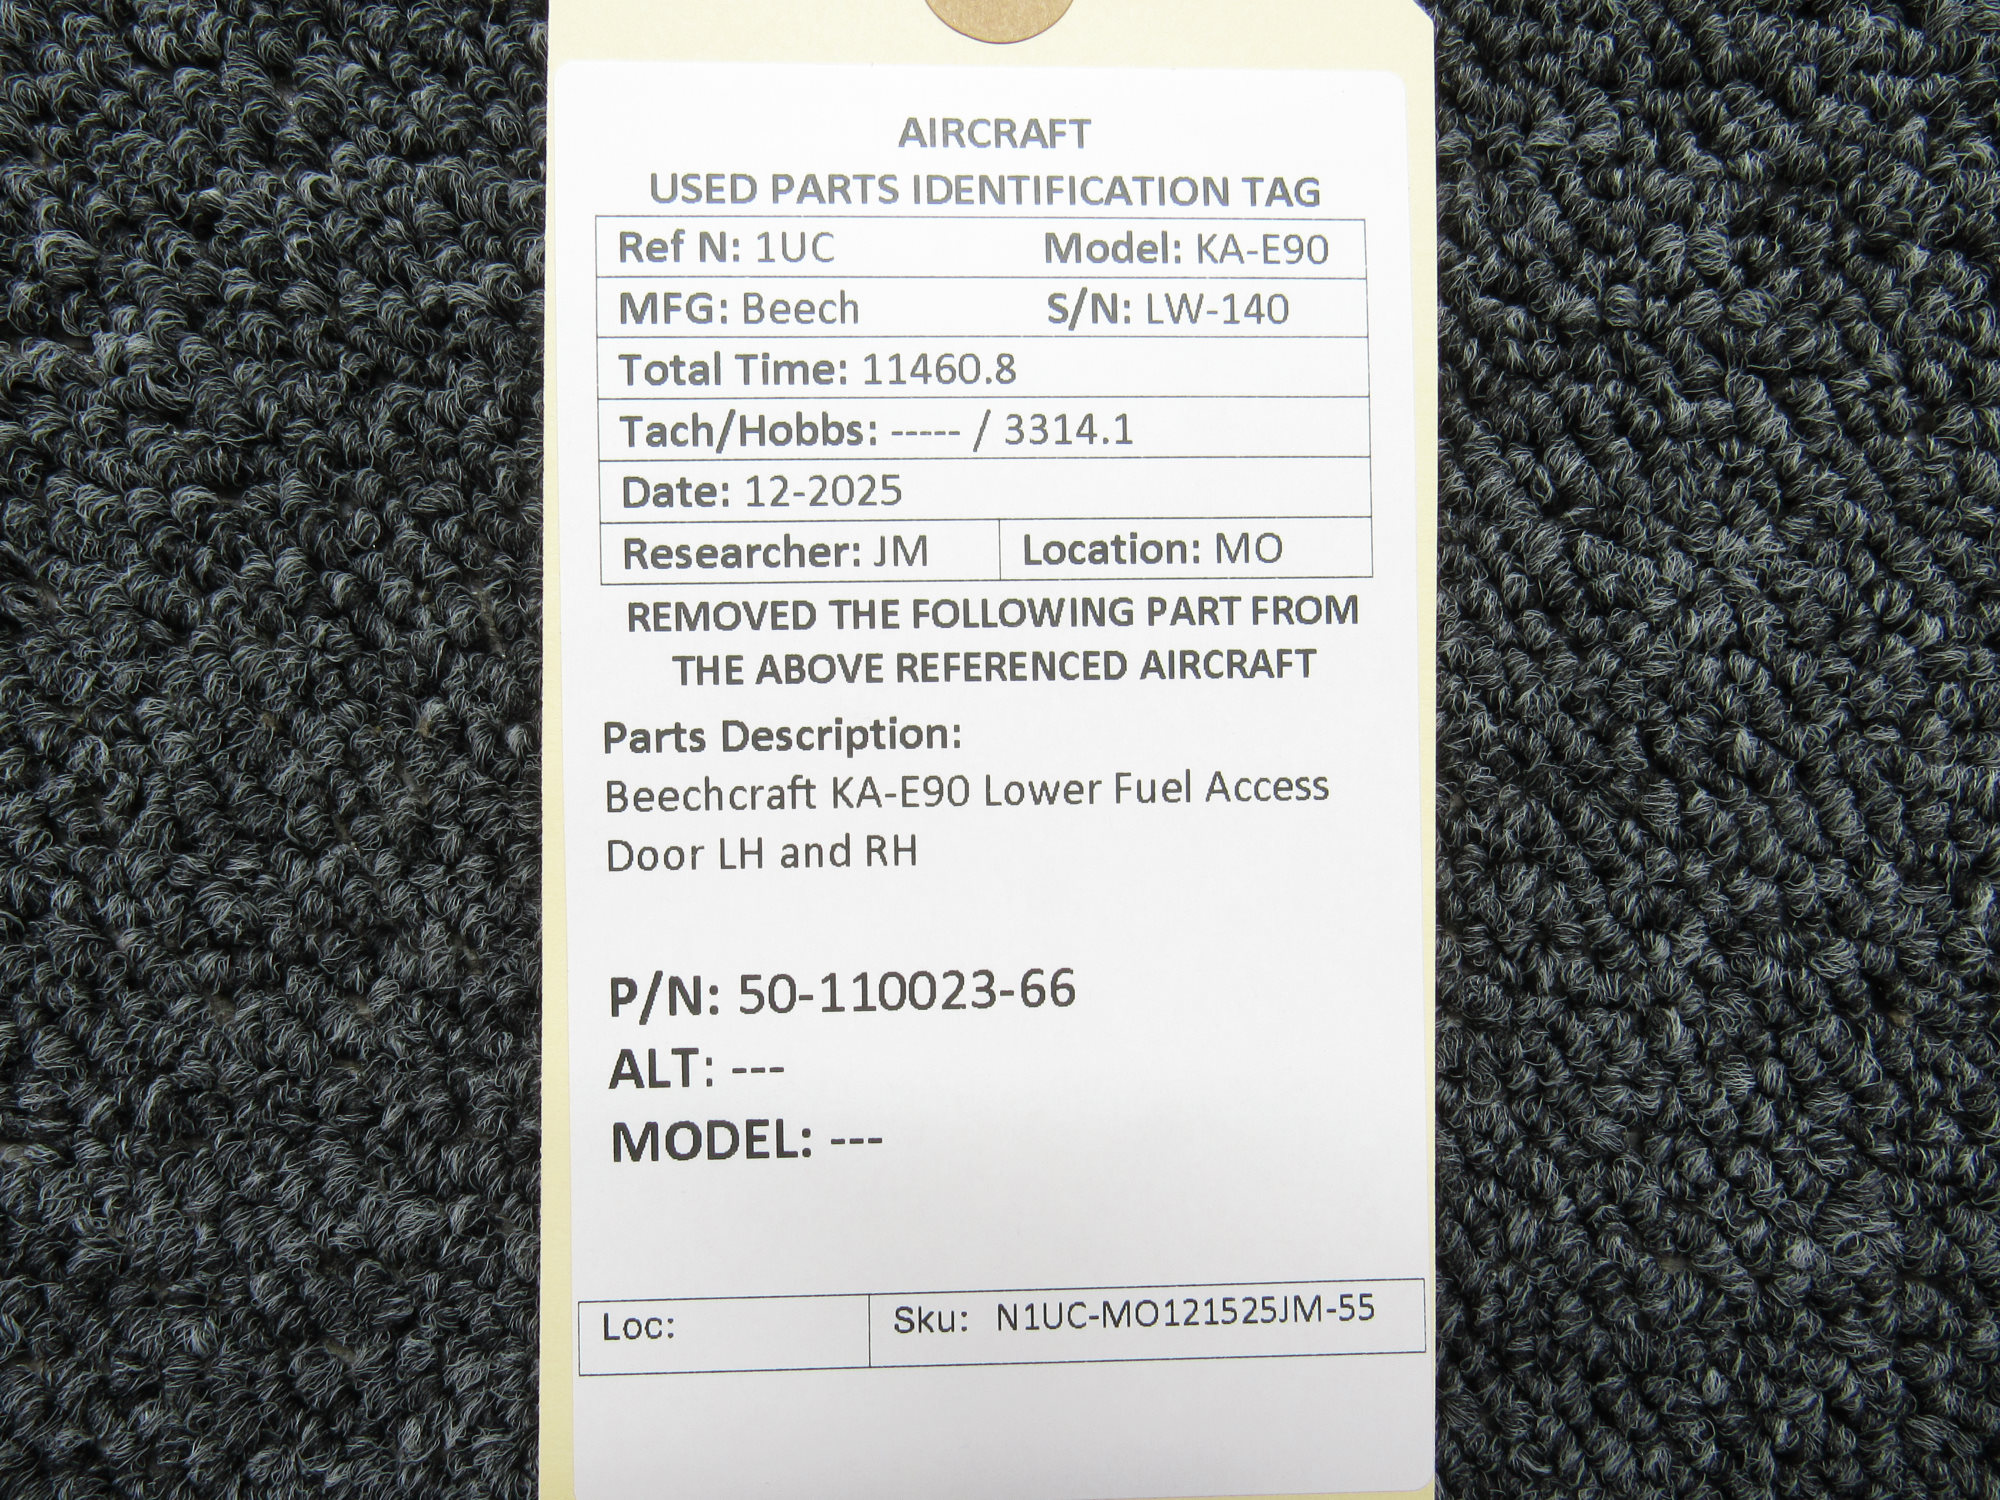 AIRCRAFT
USED PARTS IDENTIFICATION TAG
Ref N: 1UC Model: KA-E90
MFG: Beech S/N: LW-140
Total Time: 11460.8
Tach/Hobbs: ----- / 3314.1
Date: 12-2025
Researcher: JM Location: MO
REMOVED THE FOLLOWING PART FROM
THE ABOVE REFERENCED AIRCRAFT
Parts Description:
Beechcraft KA-E90 Lower Fuel Access
Door LH and RH
P/N: 50-110023-66
ALT: ---
MODEL: ---
Loc: Sku: N1UC-MO121525JM-55